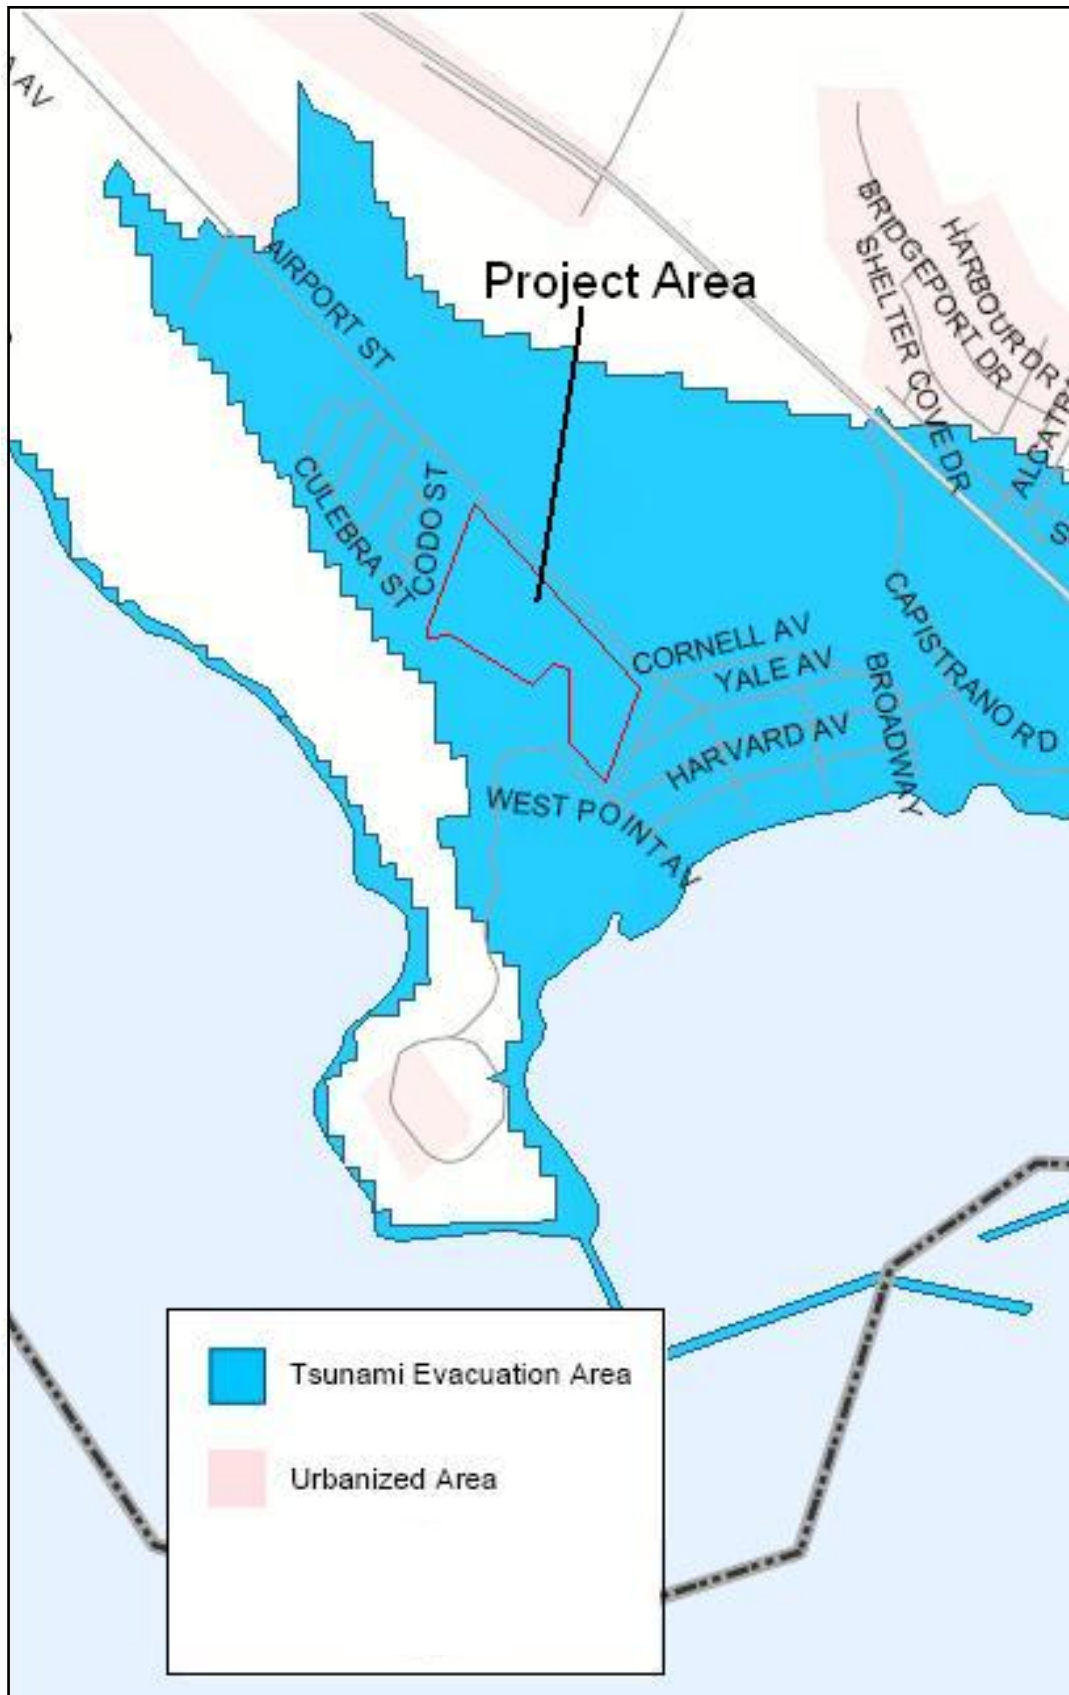 AV
AIRPORT ST
Project Area
BRIDGEPORT DR
HARBOUR DR
SHELTER COVE DR
CULEBRA ST
CODO ST
CORNELL AV
YALE AV
HARVARD AV
BROADWAY
CAPISTRANO RD
WEST POINT AV
Tsunami Evacuation Area
Urbanized Area